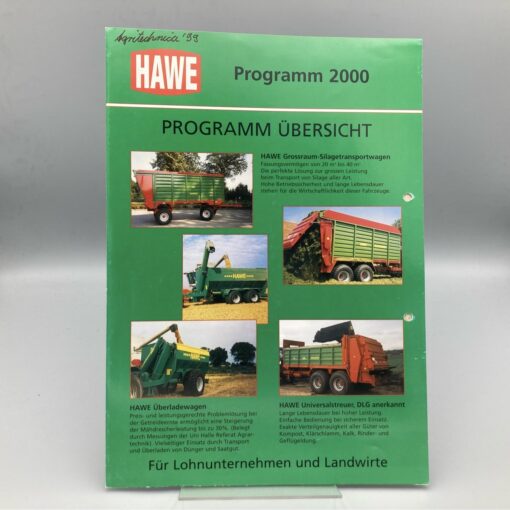 Agritechnica '99
HAWE
Programm 2000
PROGRAMM ÜBERSICHT
HAWE Grossraum-Silagetransportwagen
Fassungsvermögen von 20 m³ bis 40 m³
Die perfekte Lösung zur grossen Leistung
beim Transport von Silage aller Art.
Hohe Betriebssicherheit und lange Lebensdauer
stehen für die Wirtschaftlichkeit dieser Fahrzeuge.
HAWE
HAWE Überladewagen
Preis- und leistungsgerechte Problemlösung bei
der Getreideernte ermöglicht eine Steigerung
der Mähdrescherleistung bis zu 30%. (Belegt
durch Messungen der Uni Halle Referat Agrar-
technik). Vielseitiger Einsatz durch Transport
und Überladen von Dünger und Saatgut.
HAWE Universalstreuer, DLG anerkannt
Lange Lebensdauer bei hoher Leistung.
Einfache Bedienung bei sicherem Einsatz.
Exakte Verteilgenauigkeit aller Güter von
Kompost, Klärschlamm, Kalk, Rinder- und
Geflügeldung.
Für Lohnunternehmen und Landwirte